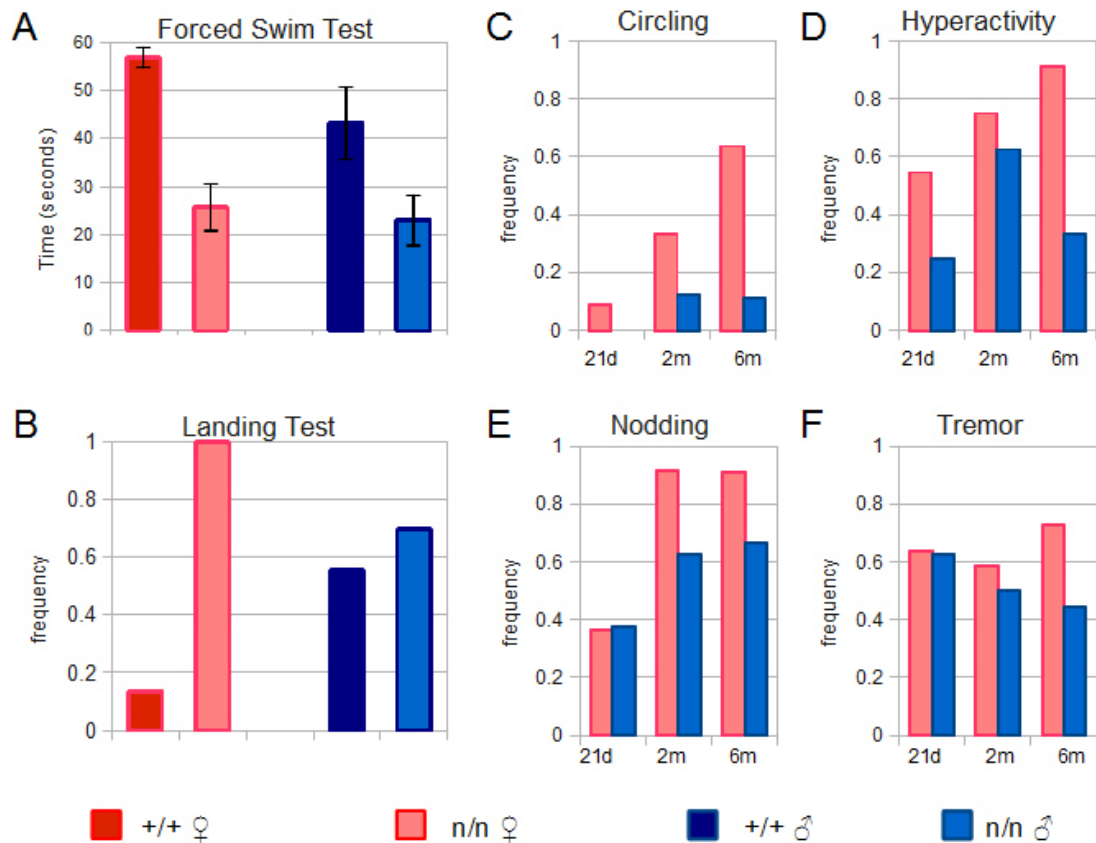 A
Forced Swim Test
Time (seconds)
60
50
40
30
20
10
0
B
Landing Test
frequency
1
0.8
0.6
0.4
0.2
0
C
Circling
frequency
1
0.8
0.6
0.4
0.2
0
21d 2m 6m
D
Hyperactivity
frequency
1
0.8
0.6
0.4
0.2
0
21d 2m 6m
E
Nodding
frequency
1
0.8
0.6
0.4
0.2
0
21d 2m 6m
F
Tremor
frequency
1
0.8
0.6
0.4
0.2
0
21d 2m 6m
+/+ ♀ n/n ♀ +/+ ♂ n/n ♂